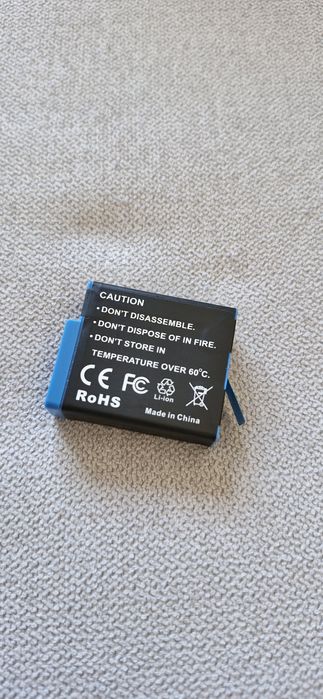 CAUTION
• DON'T DISASSEMBLE.
• DON'T DISPOSE OF IN FIRE.
• DON'T STORE IN
TEMPERATURE OVER 60°C.
CE FC Li-ion
RoHS Made in China